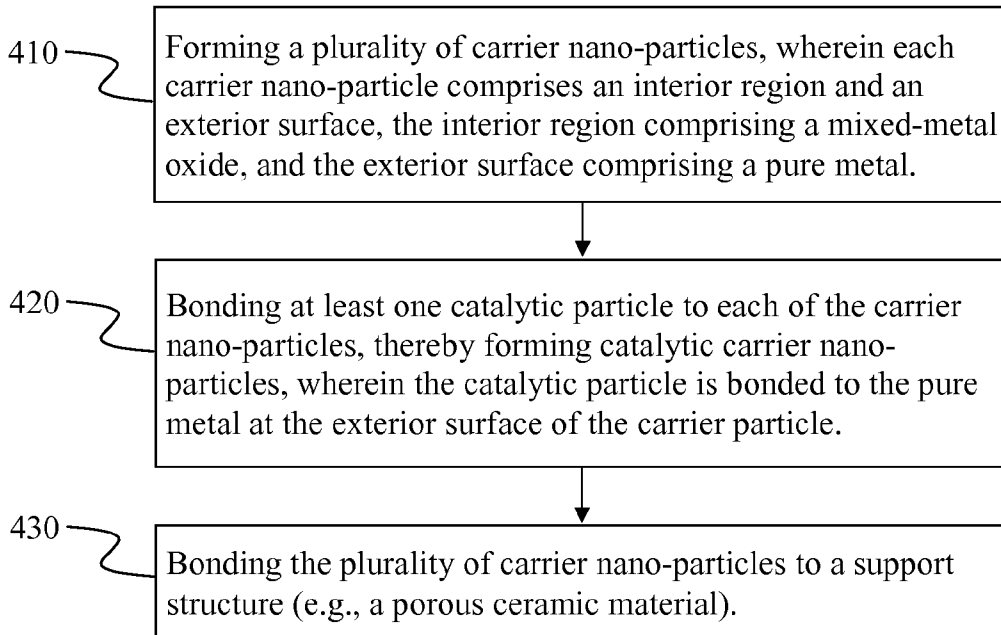 410
Forming a plurality of carrier nano-particles, wherein each
carrier nano-particle comprises an interior region and an
exterior surface, the interior region comprising a mixed-metal
oxide, and the exterior surface comprising a pure metal.
420
Bonding at least one catalytic particle to each of the carrier
nano-particles, thereby forming catalytic carrier nano-
particles, wherein the catalytic particle is bonded to the pure
metal at the exterior surface of the carrier particle.
430
Bonding the plurality of carrier nano-particles to a support
structure (e.g., a porous ceramic material).